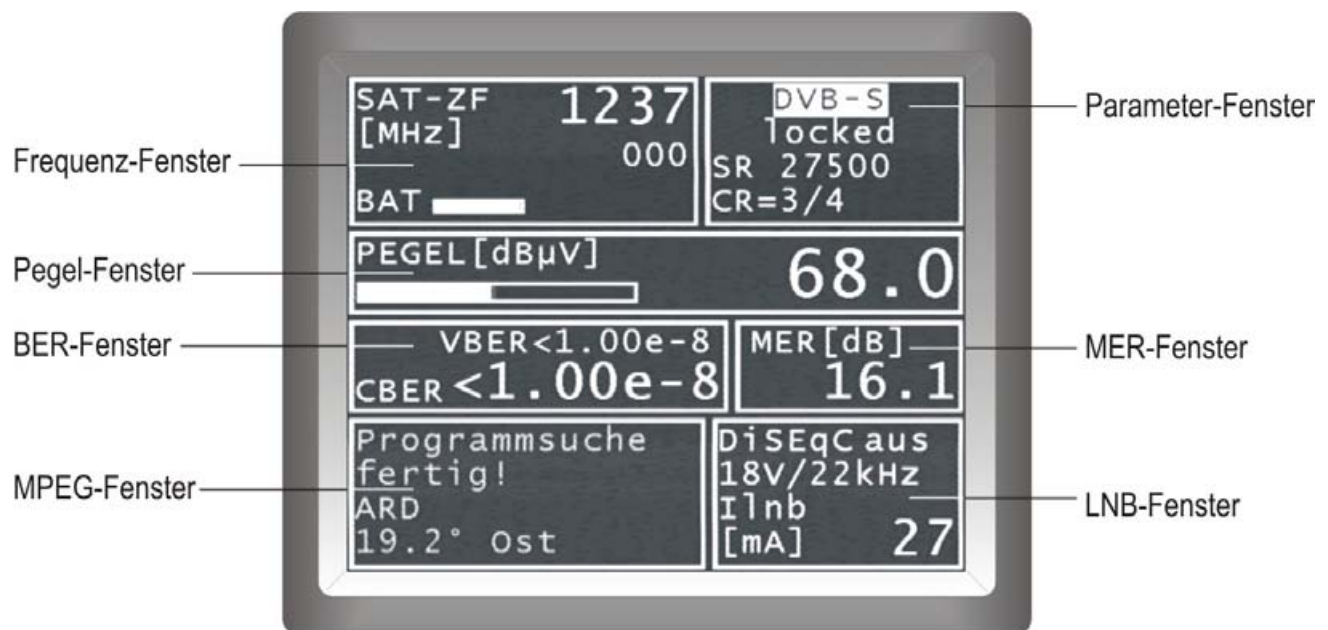 SAT-ZF 1237
[MHz]
000
BAT
DVB-S
locked
SR 27500
CR=3/4
Parameter-Fenster
Frequenz-Fenster
PEGEL[dBµV] 68.0
Pegel-Fenster
BER-Fenster
VBER<1.00e-8
CBER <1.00e-8
MER[dB]
16.1
MER-Fenster
Programmsuche
fertig!
ARD
19.2° Ost
MPEG-Fenster
DiSEqC aus
18V/22kHz
Ilnb
[mA] 27
LNB-Fenster